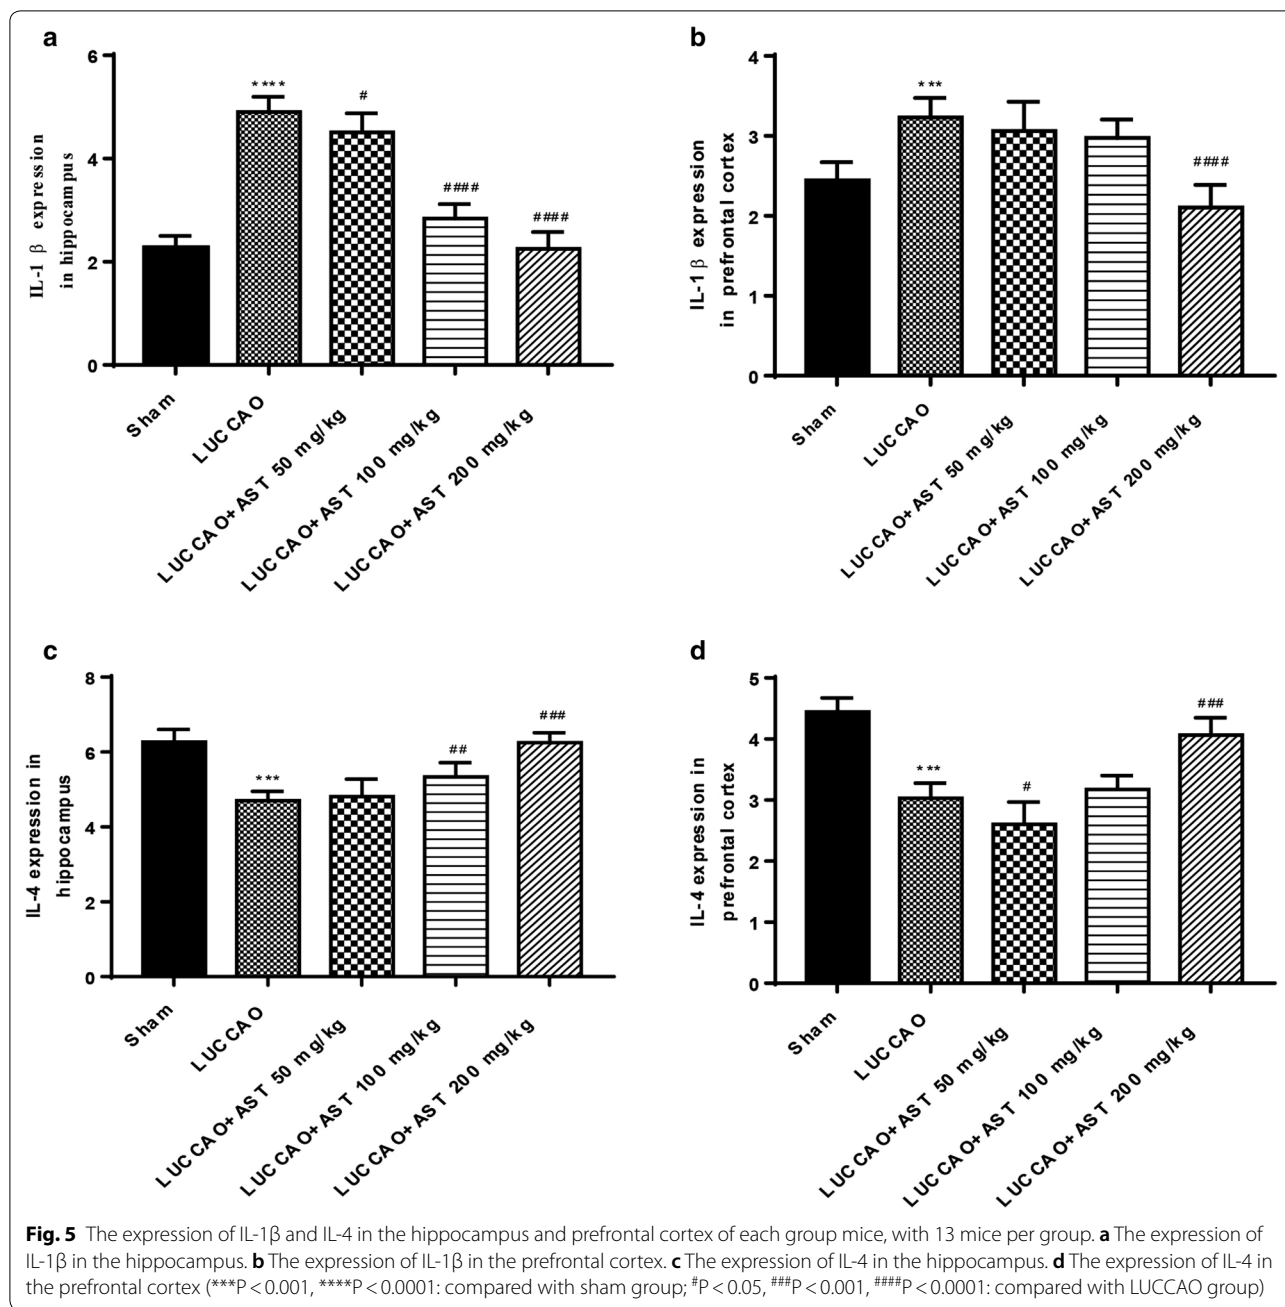 a
6
4
2
0
IL-1 β expression
in hippocampus
****
#
####
####
Sham
LUCCAO
LUCCAO+AST 50 mg/kg
LUCCAO+AST 100 mg/kg
LUCCAO+AST 200 mg/kg
b
4
3
2
1
0
IL-1 β expression
in prefrontal cortex
***
####
Sham
LUCCAO
LUCCAO+AST 50 mg/kg
LUCCAO+AST 100 mg/kg
LUCCAO+AST 200 mg/kg
c
8
6
4
2
0
IL-4 expression in
hippocampus
***
##
###
Sham
LUCCAO
LUCCAO+AST 50 mg/kg
LUCCAO+AST 100 mg/kg
LUCCAO+AST 200 mg/kg
d
5
4
3
2
1
0
IL-4 expression in
prefrontal cortex
***
#
###
Sham
LUCCAO
LUCCAO+AST 50 mg/kg
LUCCAO+AST 100 mg/kg
LUCCAO+AST 200 mg/kg
Fig. 5 The expression of IL-1β and IL-4 in the hippocampus and prefrontal cortex of each group mice, with 13 mice per group. a The expression of
IL-1β in the hippocampus. b The expression of IL-1β in the prefrontal cortex. c The expression of IL-4 in the hippocampus. d The expression of IL-4 in
the prefrontal cortex (***P < 0.001, ****P < 0.0001: compared with sham group; #P < 0.05, ###P < 0.001, ####P < 0.0001: compared with LUCCAO group)